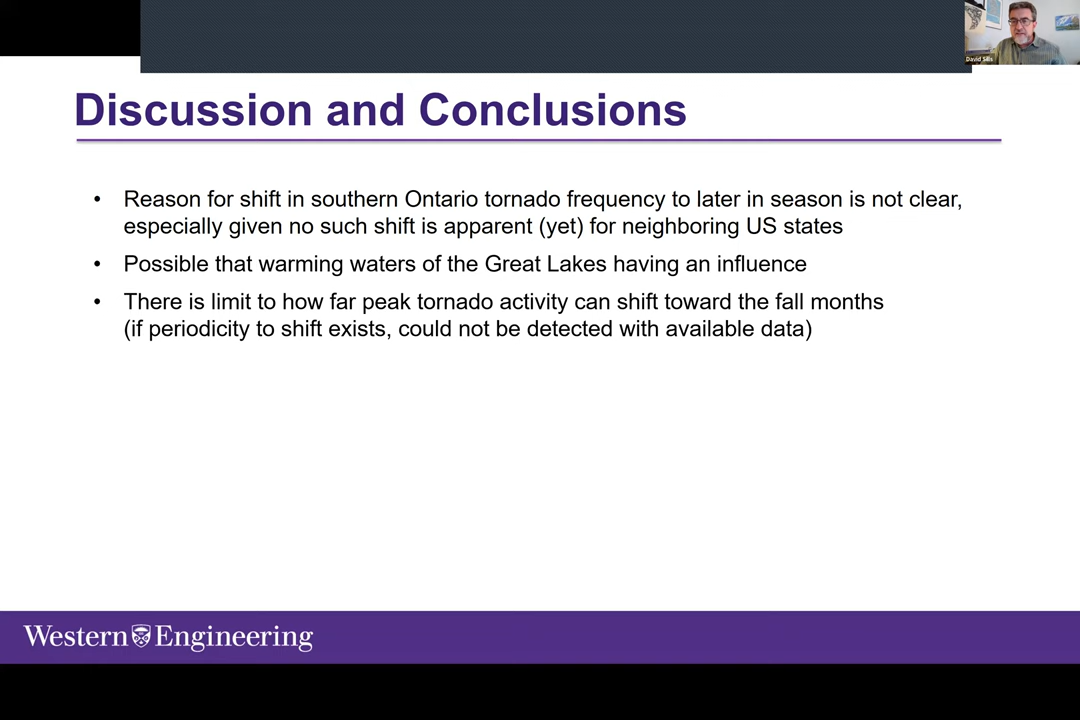 David Sills
Discussion and Conclusions
• Reason for shift in southern Ontario tornado frequency to later in season is not clear,
especially given no such shift is apparent (yet) for neighboring US states
• Possible that warming waters of the Great Lakes having an influence
• There is limit to how far peak tornado activity can shift toward the fall months
(if periodicity to shift exists, could not be detected with available data)
Western Engineering